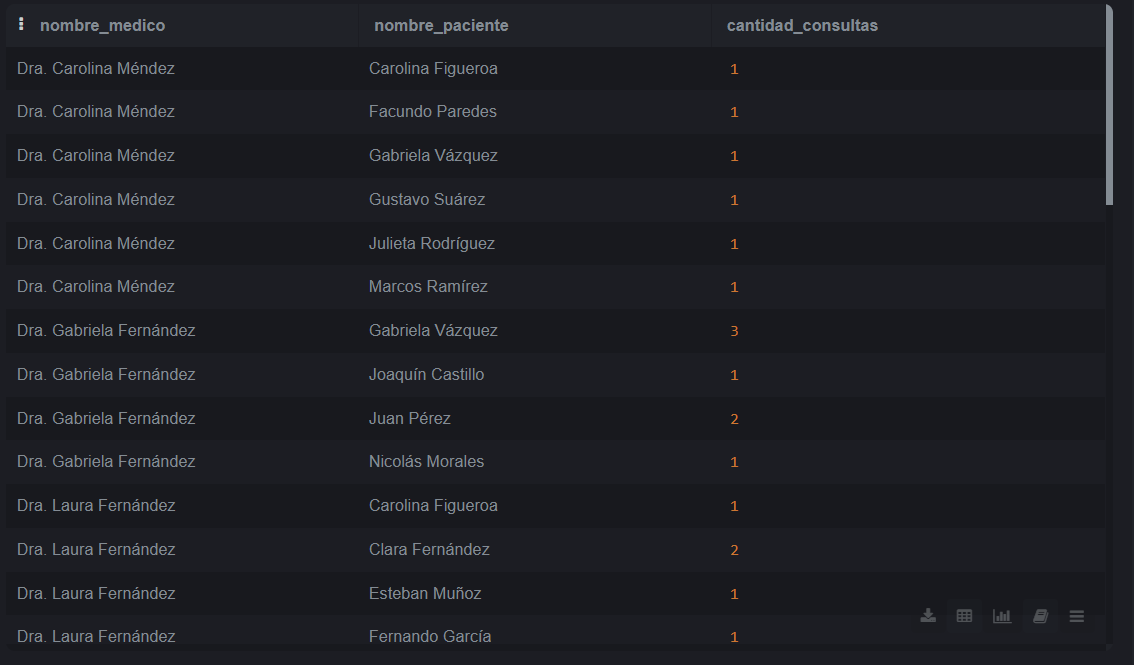 nombre_medico nombre_paciente cantidad_consultas
Dra. Carolina Méndez Carolina Figueroa 1
Dra. Carolina Méndez Facundo Paredes 1
Dra. Carolina Méndez Gabriela Vázquez 1
Dra. Carolina Méndez Gustavo Suárez 1
Dra. Carolina Méndez Julieta Rodríguez 1
Dra. Carolina Méndez Marcos Ramírez 1
Dra. Gabriela Fernández Gabriela Vázquez 3
Dra. Gabriela Fernández Joaquín Castillo 1
Dra. Gabriela Fernández Juan Pérez 2
Dra. Gabriela Fernández Nicolás Morales 1
Dra. Laura Fernández Carolina Figueroa 1
Dra. Laura Fernández Clara Fernández 2
Dra. Laura Fernández Esteban Muñoz 1
Dra. Laura Fernández Fernando García 1